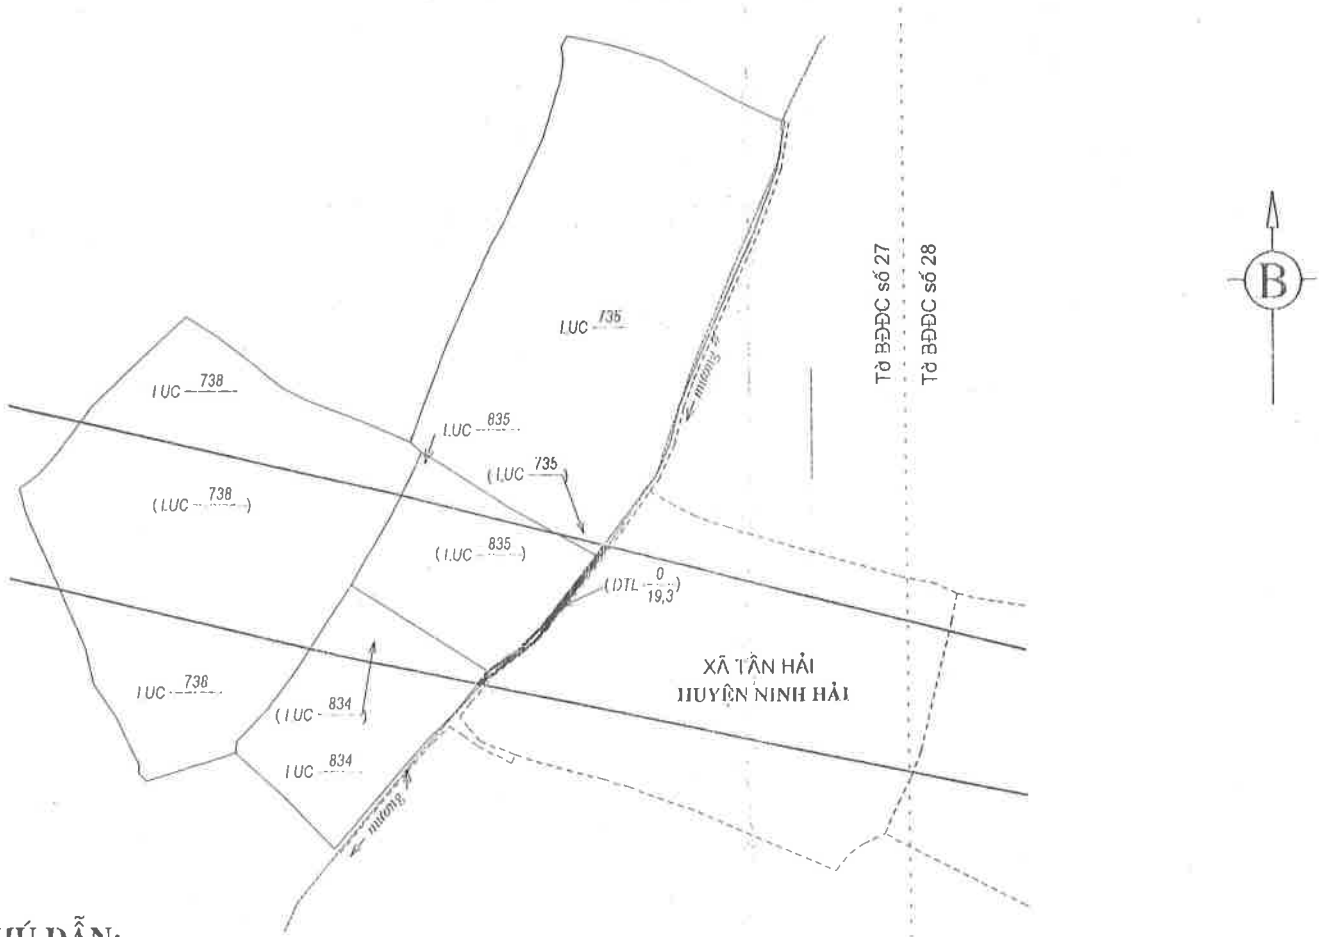 Tờ BĐĐC số 27
Tờ BĐĐC số 28
B
LUC 735
mương
LUC 738
LUC 835
(LUC 735)
(LUC 738)
(LUC 835)
(DTL 0
19,3)
XÃ TÂN HẢI
HUYỆN NINH HẢI
LUC 738
(LUC 834)
LUC 834
mương
DẪN: